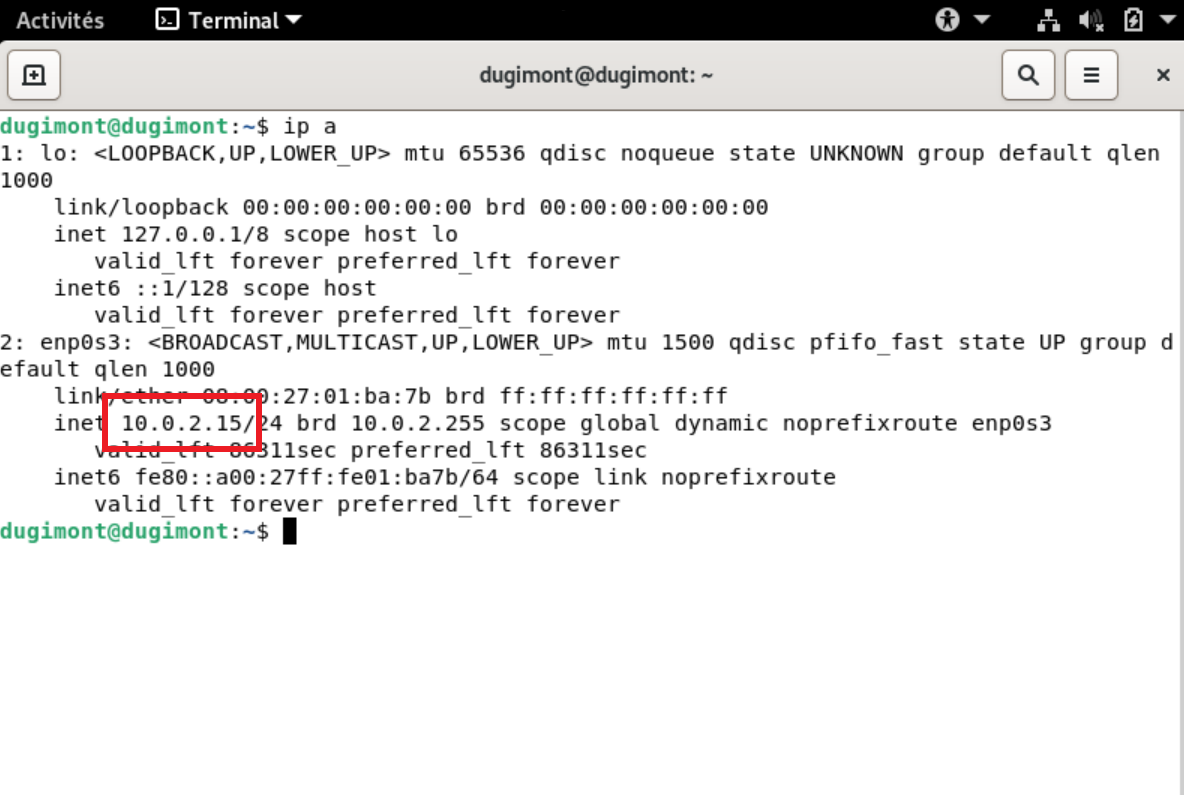 Activités Terminal
dugimont@dugimont: ~
dugimont@dugimont:~$ ip a
1: lo: <LOOPBACK,UP,LOWER_UP> mtu 65536 qdisc noqueue state UNKNOWN group default qlen
1000
    link/loopback 00:00:00:00:00:00 brd 00:00:00:00:00:00
    inet 127.0.0.1/8 scope host lo
       valid_lft forever preferred_lft forever
    inet6 ::1/128 scope host
       valid_lft forever preferred_lft forever
2: enp0s3: <BROADCAST,MULTICAST,UP,LOWER_UP> mtu 1500 qdisc pfifo_fast state UP group d
efault qlen 1000
    link/ether 08:00:27:01:ba:7b brd ff:ff:ff:ff:ff:ff
    inet 10.0.2.15/24 brd 10.0.2.255 scope global dynamic noprefixroute enp0s3
       valid_lft 86311sec preferred_lft 86311sec
    inet6 fe80::a00:27ff:fe01:ba7b/64 scope link noprefixroute
       valid_lft forever preferred_lft forever
dugimont@dugimont:~$